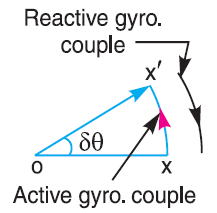 Reactive gyro.
couple
x′
δθ
o
x
Active gyro. couple